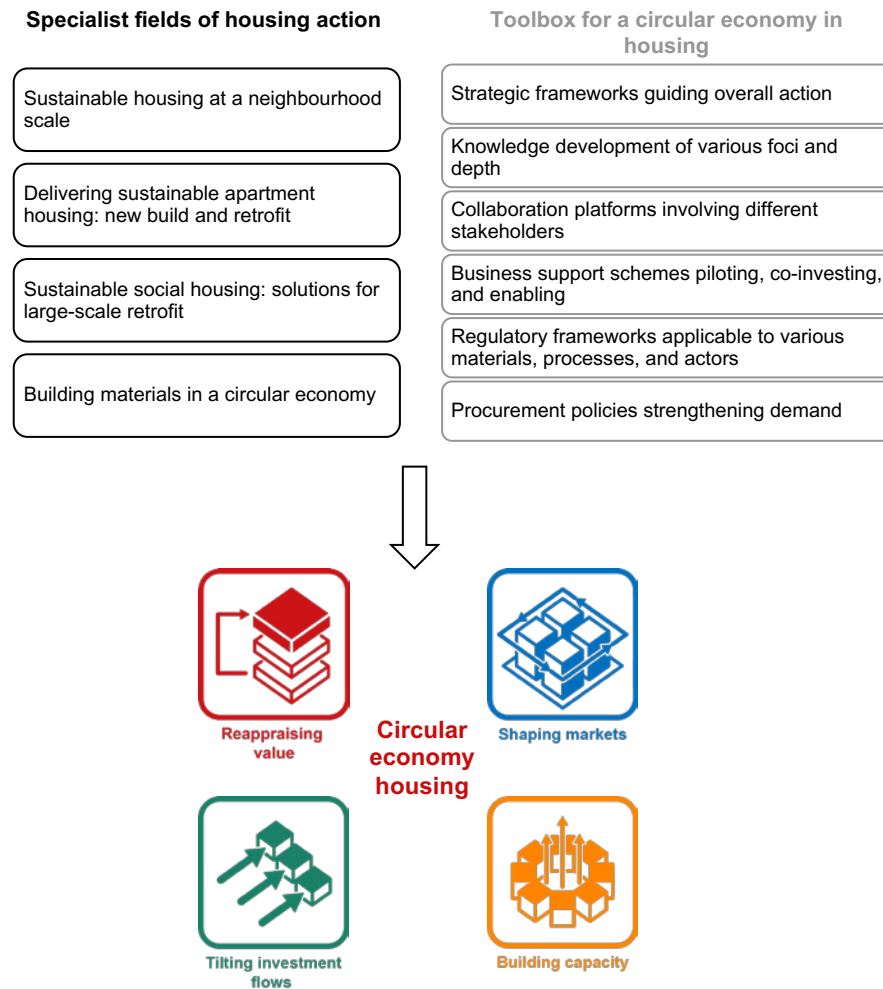 Specialist fields of housing action
Sustainable housing at a neighbourhood
scale
Delivering sustainable apartment
housing: new build and retrofit
Sustainable social housing: solutions for
large-scale retrofit
Building materials in a circular economy
Toolbox for a circular economy in
housing
Strategic frameworks guiding overall action
Knowledge development of various foci and
depth
Collaboration platforms involving different
stakeholders
Business support schemes piloting, co-investing,
and enabling
Regulatory frameworks applicable to various
materials, processes, and actors
Procurement policies strengthening demand
Reappraising
value
Shaping markets
Circular
economy
housing
Tilting investment
flows
Building capacity